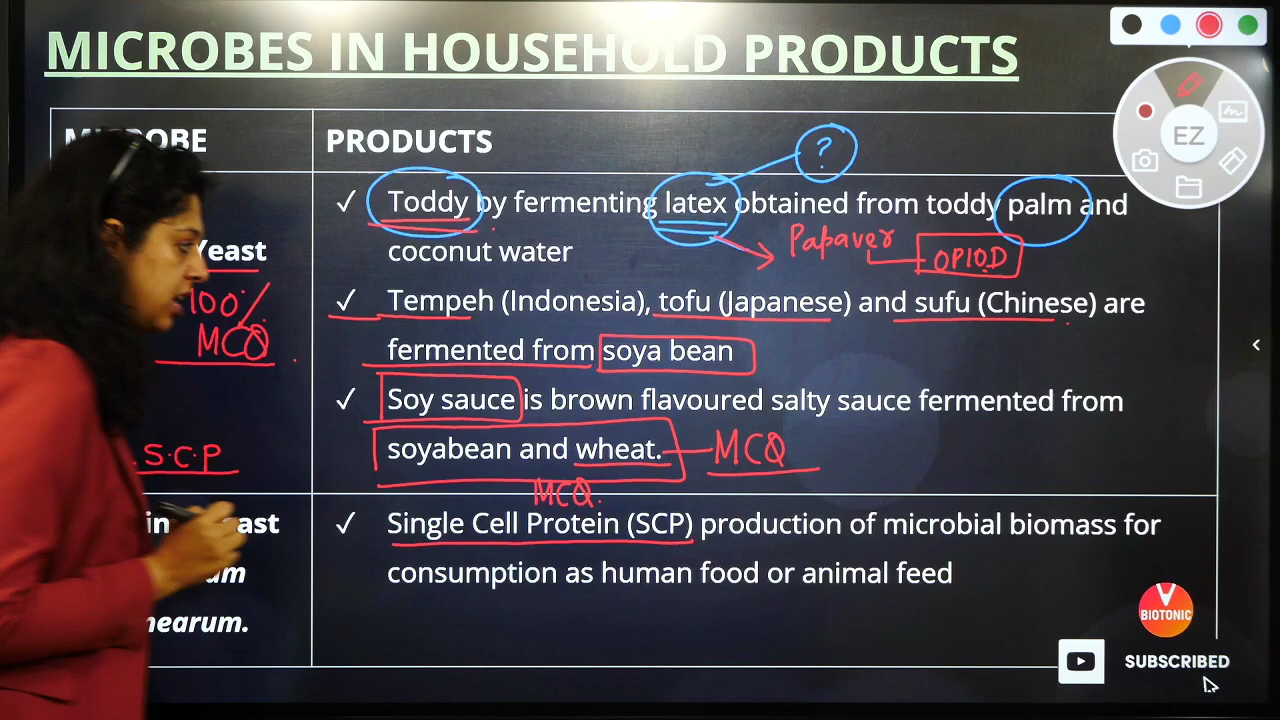 MICROBES IN HOUSEHOLD PRODUCTS
EZ
PRODUCTS
?
✓ Toddy by fermenting latex obtained from toddy palm and
Papaver OPIOD
coconut water
Yeast
100%
MCQ
✓ Tempeh (Indonesia), tofu (Japanese) and sufu (Chinese) are
fermented from soya bean
✓ Soy sauce is brown flavoured salty sauce fermented from
soyabean and wheat. MCQ
MCQ.
S.C.P
✓ Single Cell Protein (SCP) production of microbial biomass for
consumption as human food or animal feed
BIOTONIC
SUBSCRIBED